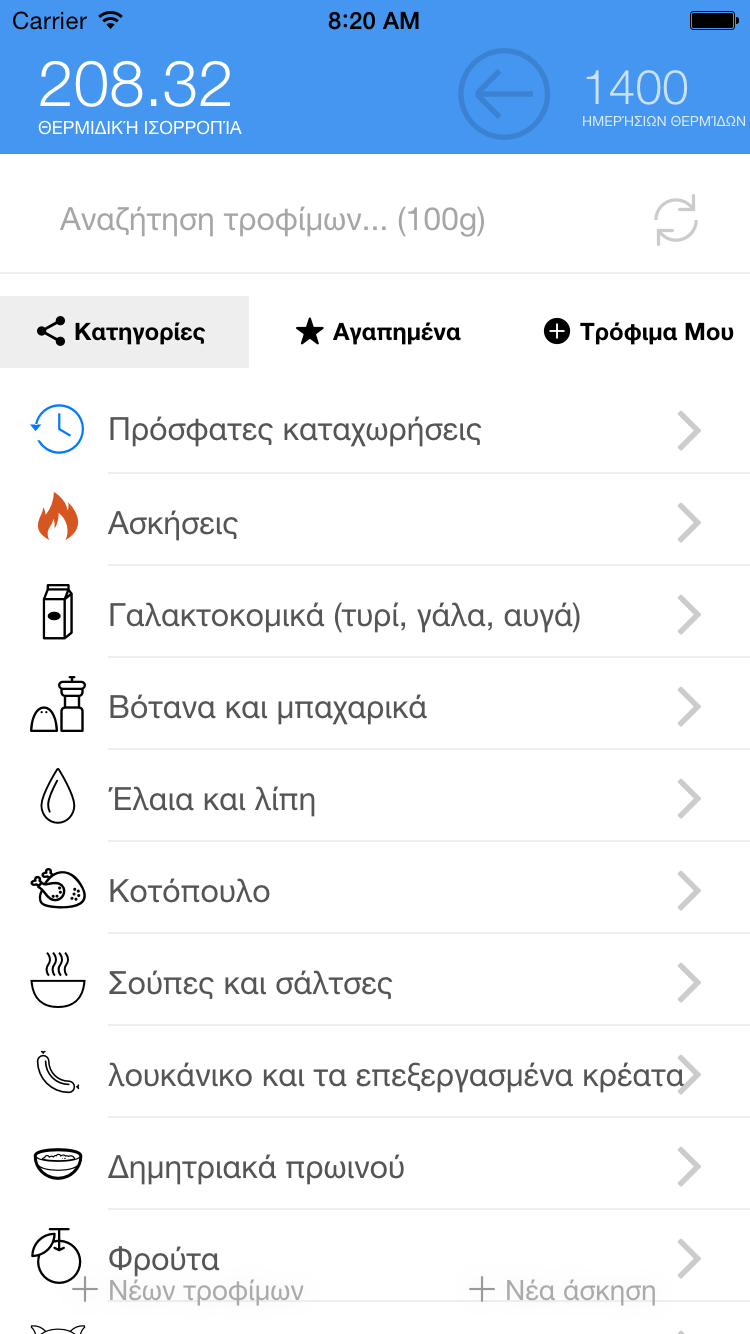 Carrier 8:20 AM
208.32
ΘΕΡΜΙΔΙΚΉ ΙΣΟΡΡΟΠΊΑ
1400
ΗΜΕΡΉΣΙΩΝ ΘΕΡΜΊΔΩΝ
Αναζήτηση τροφίμων... (100g)
Κατηγορίες Αγαπημένα Τρόφιμα Μου
Πρόσφατες καταχωρήσεις
Ασκήσεις
Γαλακτοκομικά (τυρί, γάλα, αυγά)
Βότανα και μπαχαρικά
Έλαια και λίπη
Κοτόπουλο
Σούπες και σάλτσες
λουκάνικο και τα επεξεργασμένα κρέατα
Δημητριακά πρωινού
Φρούτα
Νέων τροφίμων Νέα άσκηση